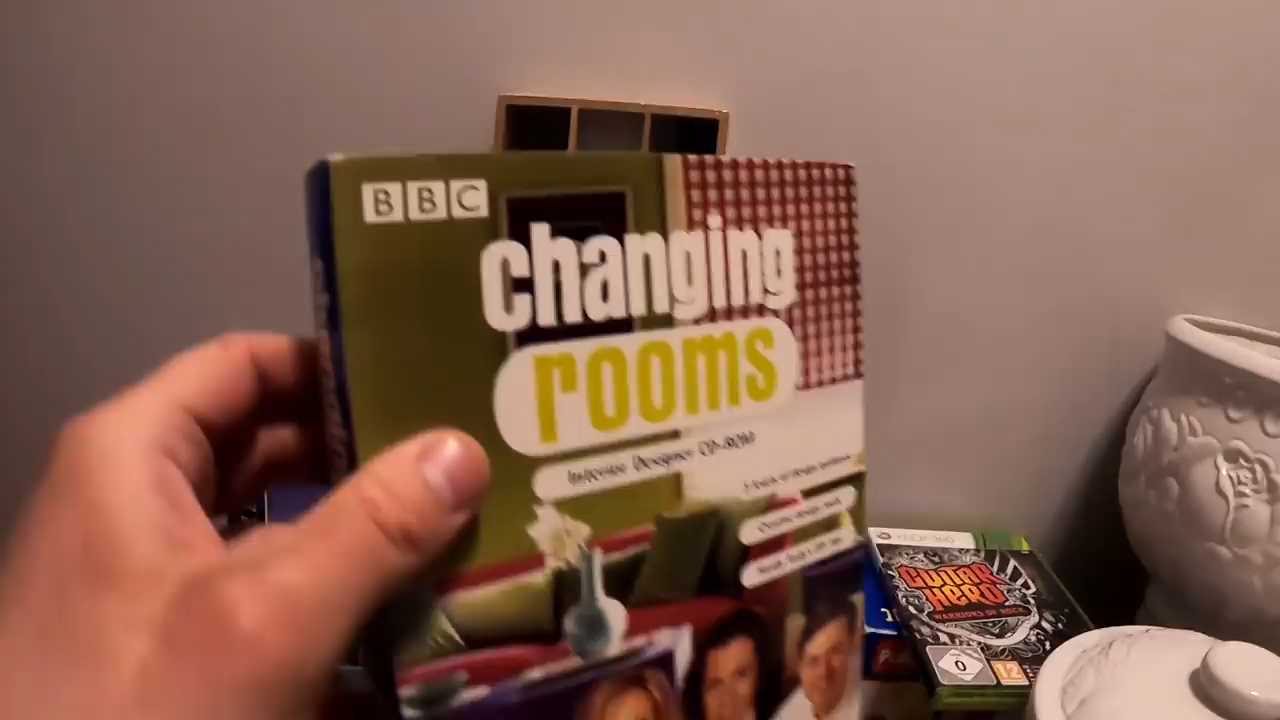 BBC
changing
rooms
Interior Designer CD-ROM
XBOX 360
GUITAR
HERO
WARRIORS OF ROCK
0
12